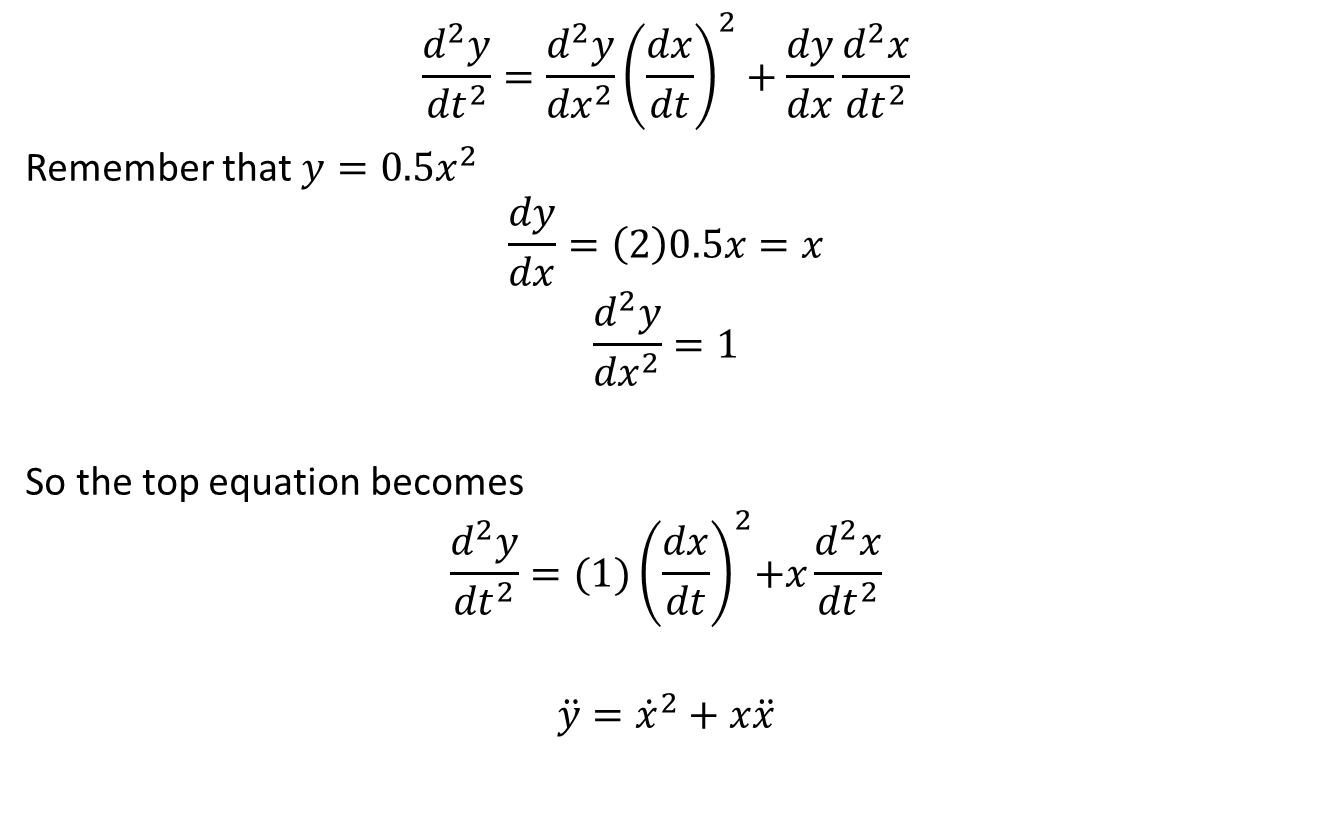 d²y/dt² = d²y/dx² (dx/dt)² + dy/dx d²x/dt²
Remember that y = 0.5x²
dy/dx = (2)0.5x = x
d²y/dx² = 1
So the top equation becomes
d²y/dt² = (1)(dx/dt)² +x d²x/dt²
ÿ = ẋ² + xẍ